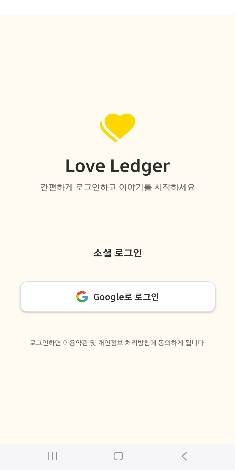 Love Ledger
간편하게 로그인하고 이야기를 시작하세요
소셜 로그인
Google로 로그인
로그인하면 이용약관 및 개인정보 처리방침에 동의하게 됩니다